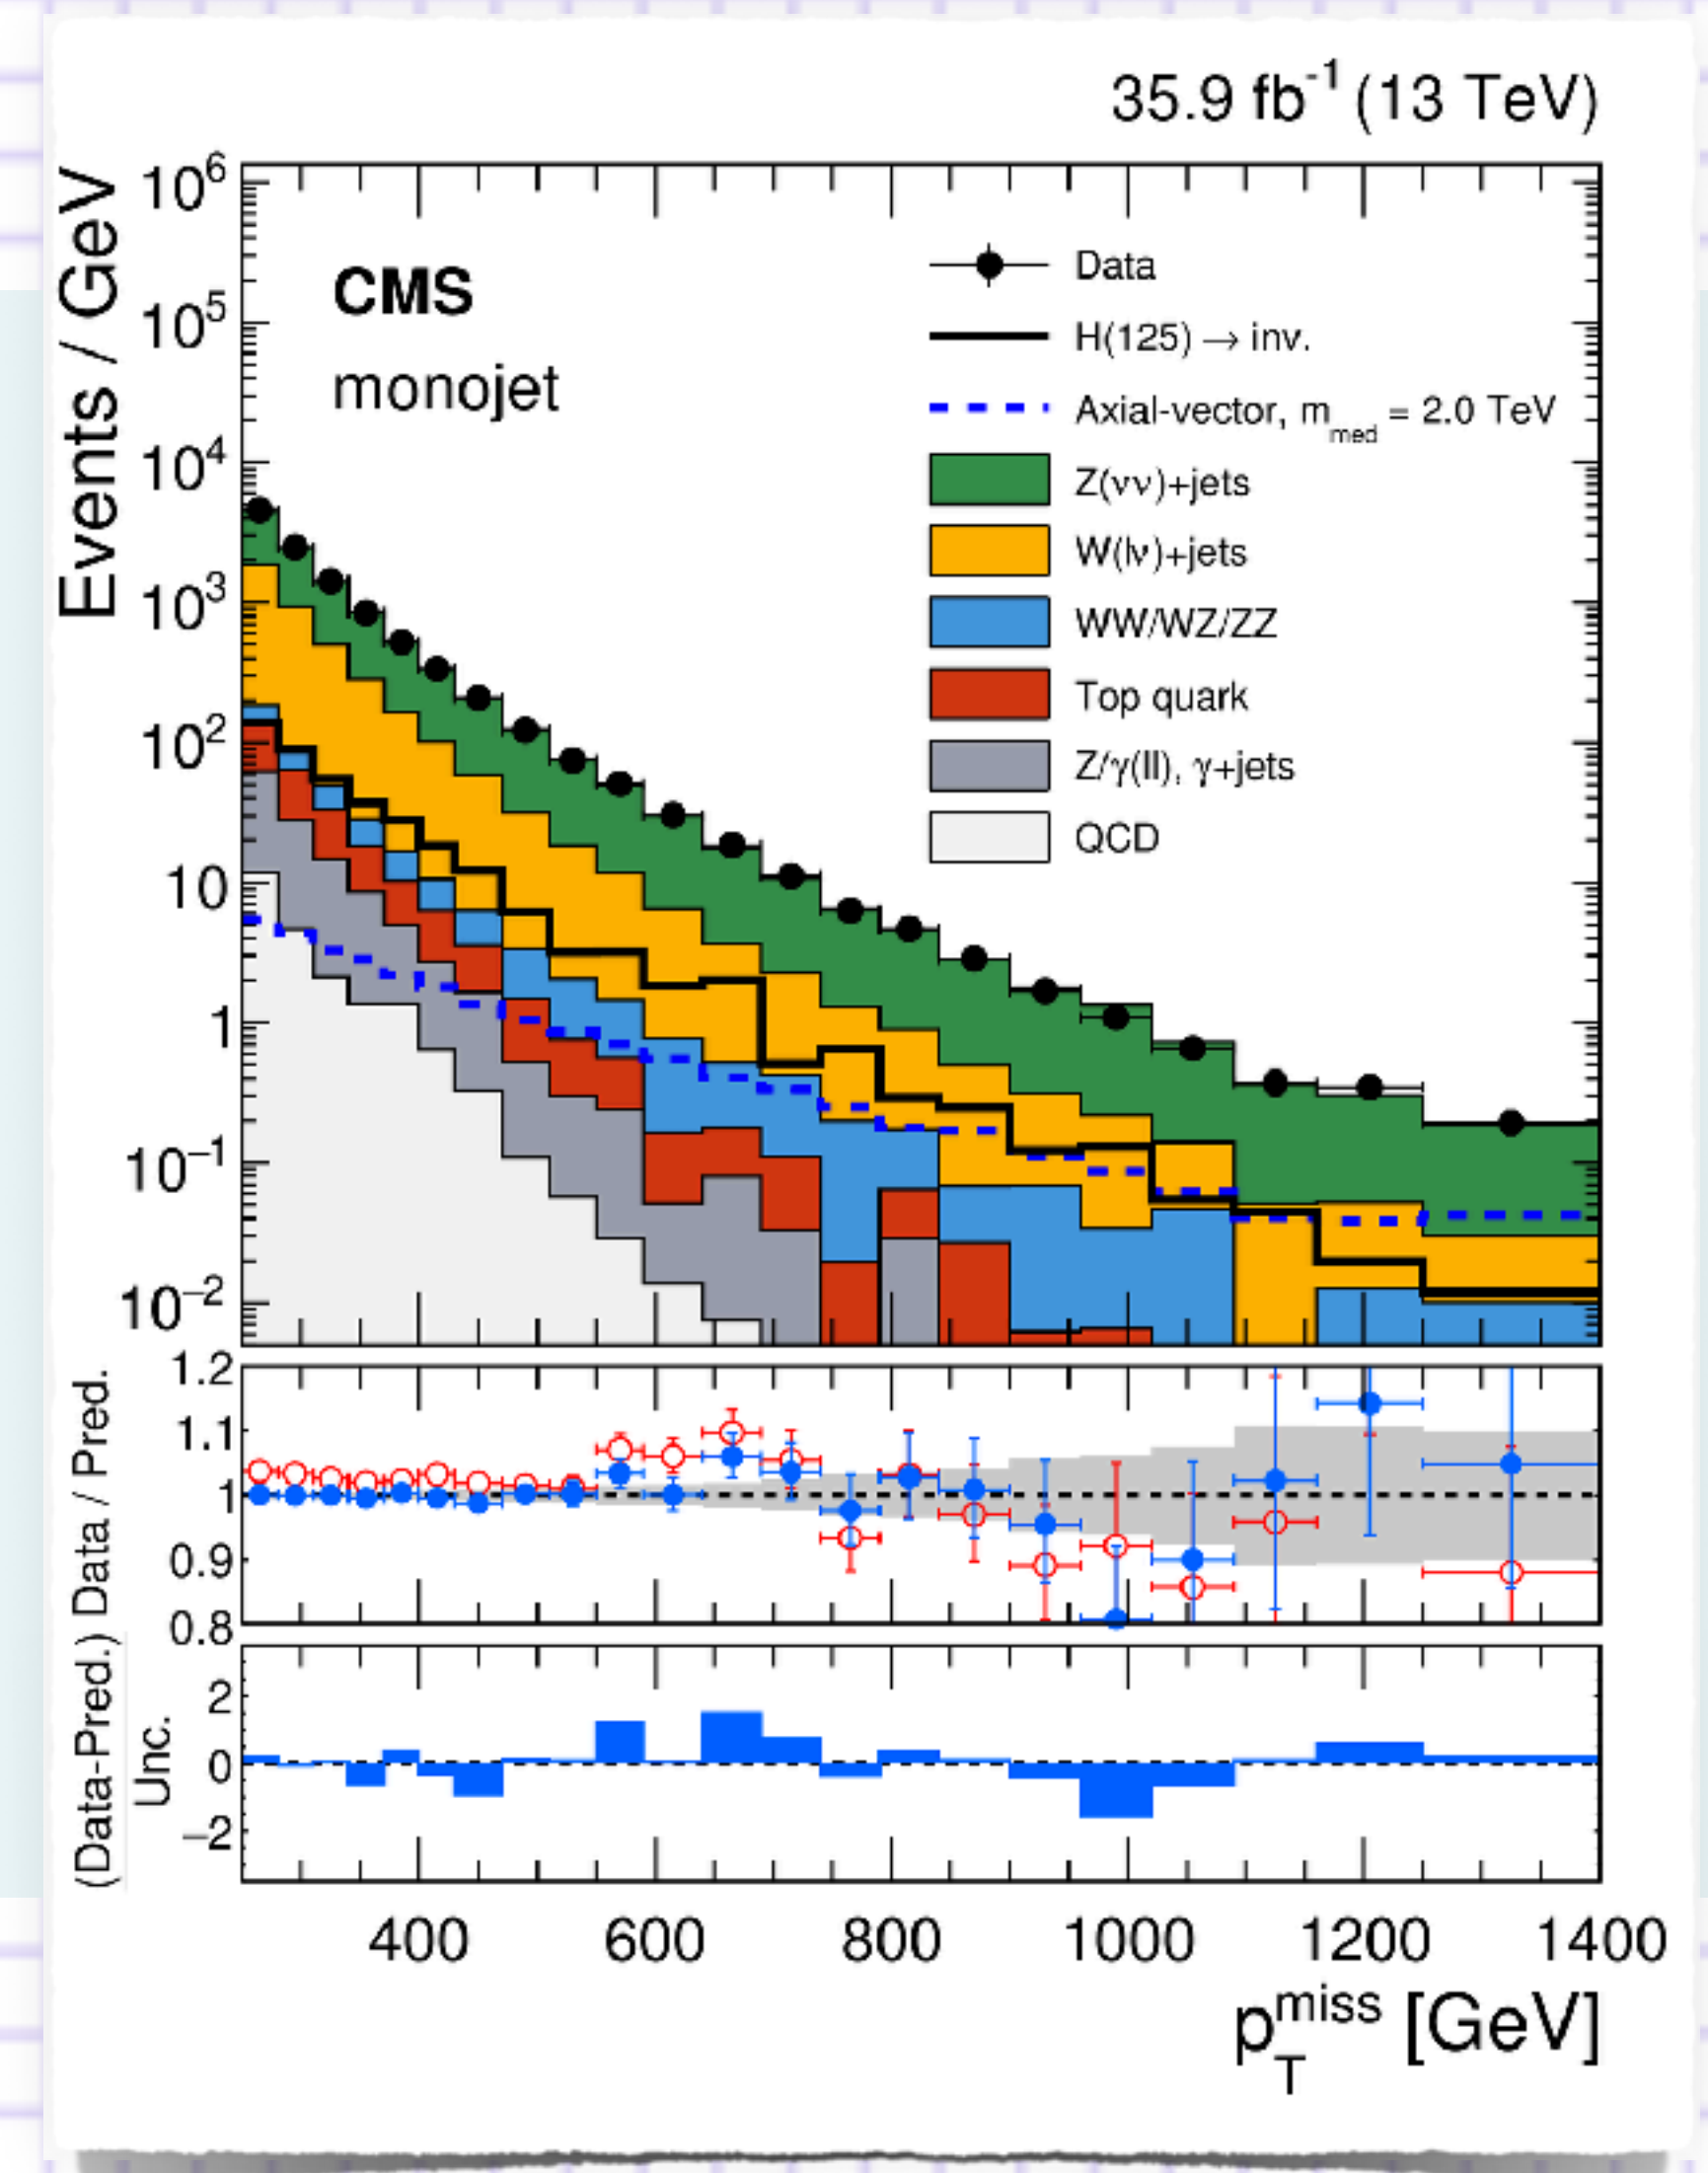 35.9 fb⁻¹ (13 TeV)
Events / GeV
10⁶
10⁵
10⁴
10³
10²
10
1
10⁻¹
10⁻²
CMS
monojet
Data
H(125) → inv.
Axial-vector, m_med = 2.0 TeV
Z(νν)+jets
W(lν)+jets
WW/WZ/ZZ
Top quark
Z/γ(ll), γ+jets
QCD
Data / Pred.
1.2
1.1
1
0.9
0.8
(Data-Pred.)
Unc.
2
0
−2
400 600 800 1000 1200 1400
p_T^miss [GeV]